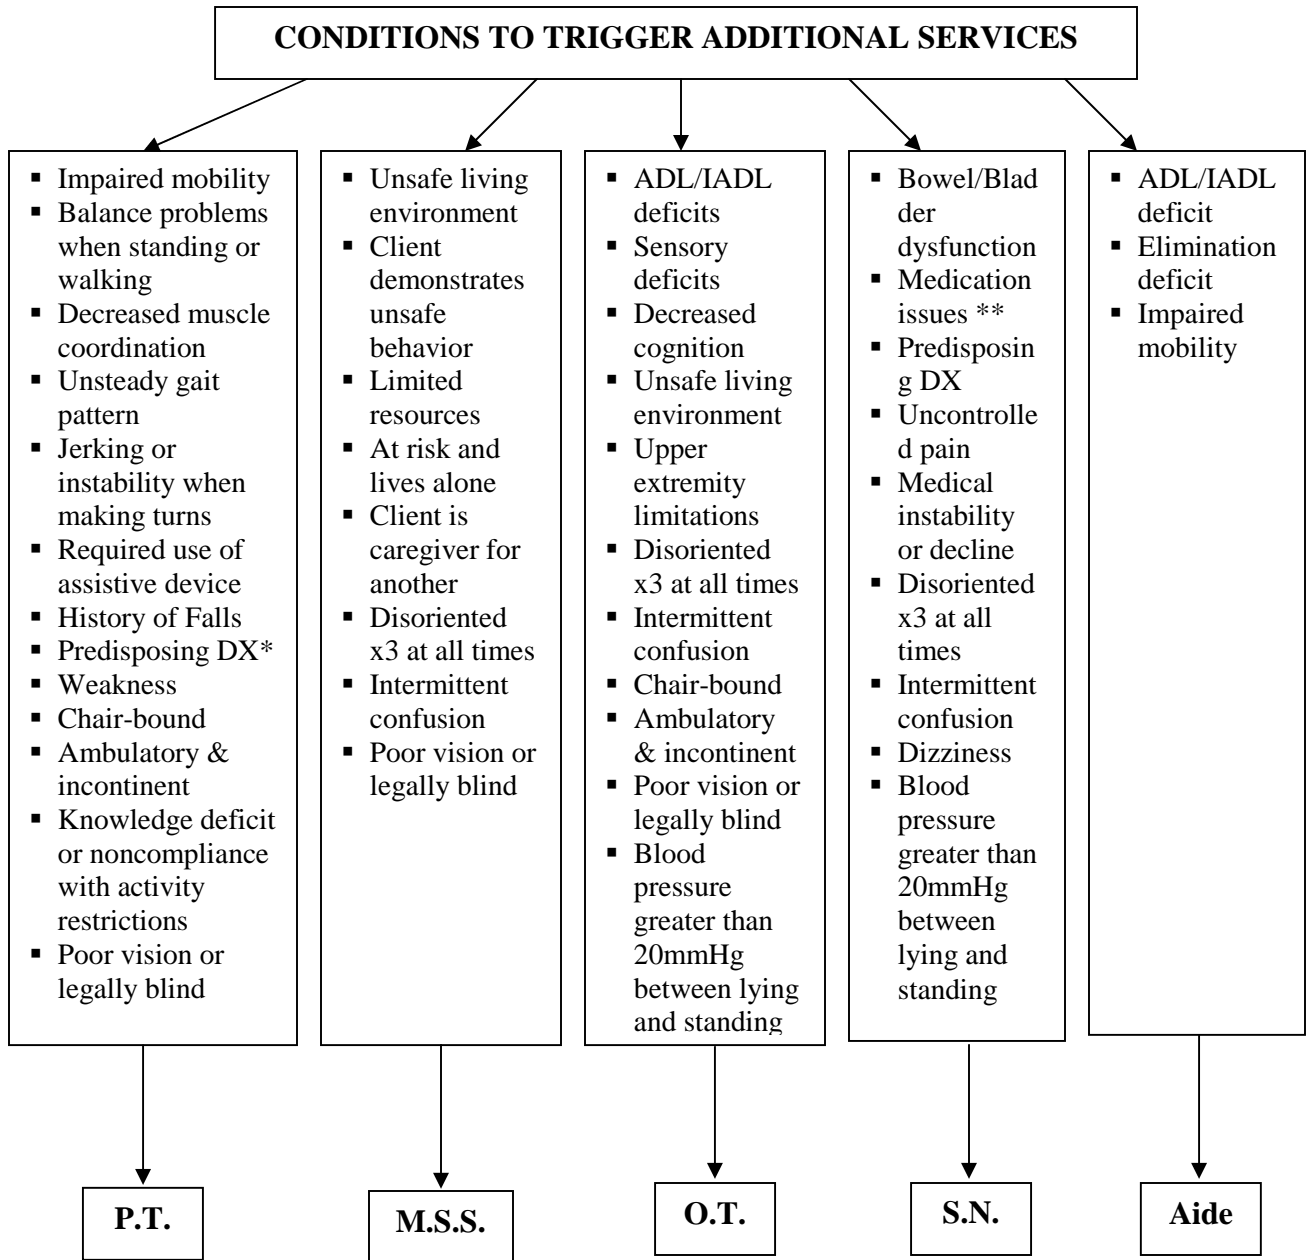 CONDITIONS TO TRIGGER ADDITIONAL SERVICES
▪ Impaired mobility
▪ Balance problems
when standing or
walking
▪ Decreased muscle
coordination
▪ Unsteady gait
pattern
▪ Jerking or
instability when
making turns
▪ Required use of
assistive device
▪ History of Falls
▪ Predisposing DX*
▪ Weakness
▪ Chair-bound
▪ Ambulatory &
incontinent
▪ Knowledge deficit
or noncompliance
with activity
restrictions
▪ Poor vision or
legally blind
▪ Unsafe living
environment
▪ Client
demonstrates
unsafe
behavior
▪ Limited
resources
▪ At risk and
lives alone
▪ Client is
caregiver for
another
▪ Disoriented
x3 at all times
▪ Intermittent
confusion
▪ Poor vision or
legally blind
▪ ADL/IADL
deficits
▪ Sensory
deficits
▪ Decreased
cognition
▪ Unsafe living
environment
▪ Upper
extremity
limitations
▪ Disoriented
x3 at all times
▪ Intermittent
confusion
▪ Chair-bound
▪ Ambulatory
& incontinent
▪ Poor vision or
legally blind
▪ Blood
pressure
greater than
20mmHg
between lying
and standing
▪ Bowel/Blad
der
dysfunction
▪ Medication
issues **
▪ Predisposin
g DX
▪ Uncontrolle
d pain
▪ Medical
instability
or decline
▪ Disoriented
x3 at all
times
▪ Intermittent
confusion
▪ Dizziness
▪ Blood
pressure
greater than
20mmHg
between
lying and
standing
▪ ADL/IADL
deficit
▪ Elimination
deficit
▪ Impaired
mobility
P.T.
M.S.S.
O.T.
S.N.
Aide